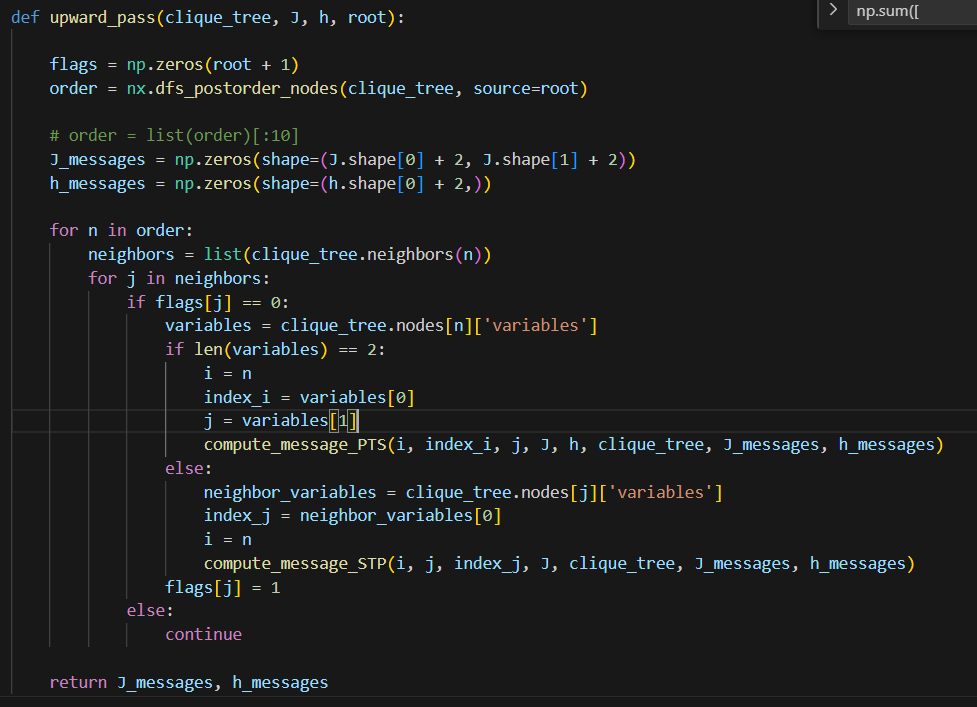 def upward_pass(clique_tree, J, h, root):
np.sum([
    flags = np.zeros(root + 1)
    order = nx.dfs_postorder_nodes(clique_tree, source=root)
    # order = list(order)[:10]
    J_messages = np.zeros(shape=(J.shape[0] + 2, J.shape[1] + 2))
    h_messages = np.zeros(shape=(h.shape[0] + 2,))
    for n in order:
        neighbors = list(clique_tree.neighbors(n))
        for j in neighbors:
            if flags[j] == 0:
                variables = clique_tree.nodes[n]['variables']
                if len(variables) == 2:
                    i = n
                    index_i = variables[0]
                    j = variables[1]
                    compute_message_PTS(i, index_i, j, J, h, clique_tree, J_messages, h_messages)
                else:
                    neighbor_variables = clique_tree.nodes[j]['variables']
                    index_j = neighbor_variables[0]
                    i = n
                    compute_message_STP(i, j, index_j, J, clique_tree, J_messages, h_messages)
                flags[j] = 1
            else:
                continue
    return J_messages, h_messages